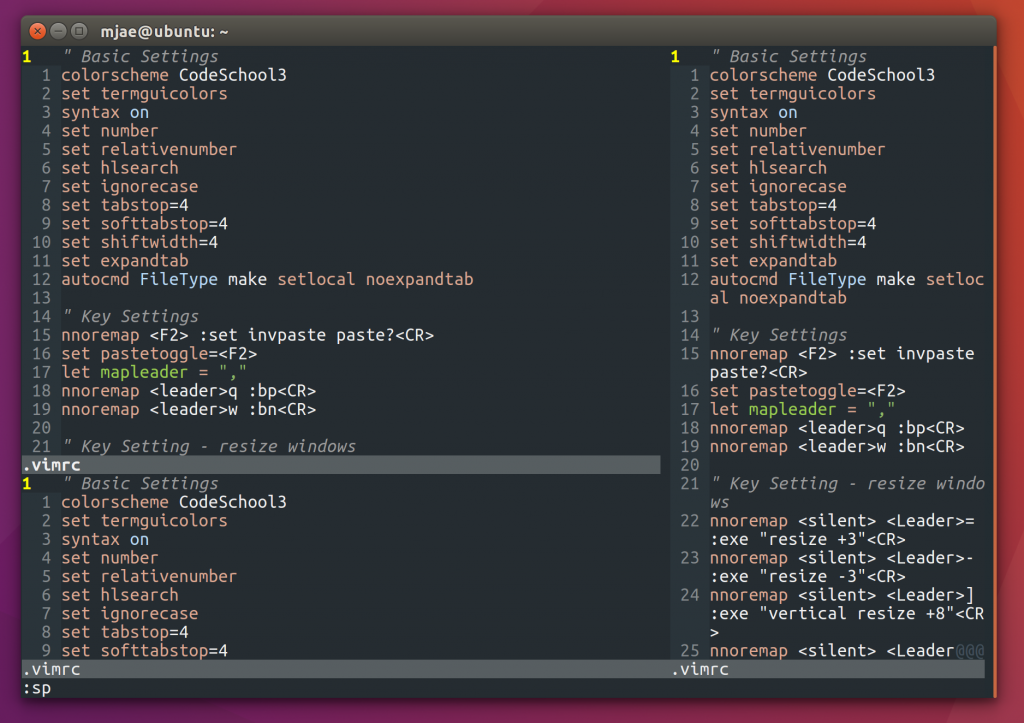 mjae@ubuntu: ~
1 " Basic Settings
1 colorscheme CodeSchool3
2 set termguicolors
3 syntax on
4 set number
5 set relativenumber
6 set hlsearch
7 set ignorecase
8 set tabstop=4
9 set softtabstop=4
10 set shiftwidth=4
11 set expandtab
12 autocmd FileType make setlocal noexpandtab
13
14 " Key Settings
15 nnoremap <F2> :set invpaste paste?<CR>
16 set pastetoggle=<F2>
17 let mapleader = ","
18 nnoremap <leader>q :bp<CR>
19 nnoremap <leader>w :bn<CR>
20
21 " Key Setting - resize windows
.vimrc
1 " Basic Settings
1 colorscheme CodeSchool3
2 set termguicolors
3 syntax on
4 set number
5 set relativenumber
6 set hlsearch
7 set ignorecase
8 set tabstop=4
9 set softtabstop=4
.vimrc
1 " Basic Settings
1 colorscheme CodeSchool3
2 set termguicolors
3 syntax on
4 set number
5 set relativenumber
6 set hlsearch
7 set ignorecase
8 set tabstop=4
9 set softtabstop=4
10 set shiftwidth=4
11 set expandtab
12 autocmd FileType make setloc
al noexpandtab
13
14 " Key Settings
15 nnoremap <F2> :set invpaste
paste?<CR>
16 set pastetoggle=<F2>
17 let mapleader = ","
18 nnoremap <leader>q :bp<CR>
19 nnoremap <leader>w :bn<CR>
20
21 " Key Setting - resize windo
ws
22 nnoremap <silent> <Leader>=
:exe "resize +3"<CR>
23 nnoremap <silent> <Leader>-
:exe "resize -3"<CR>
24 nnoremap <silent> <Leader>]
:exe "vertical resize +8"<CR
>
25 nnoremap <silent> <Leader@@@
.vimrc
:sp